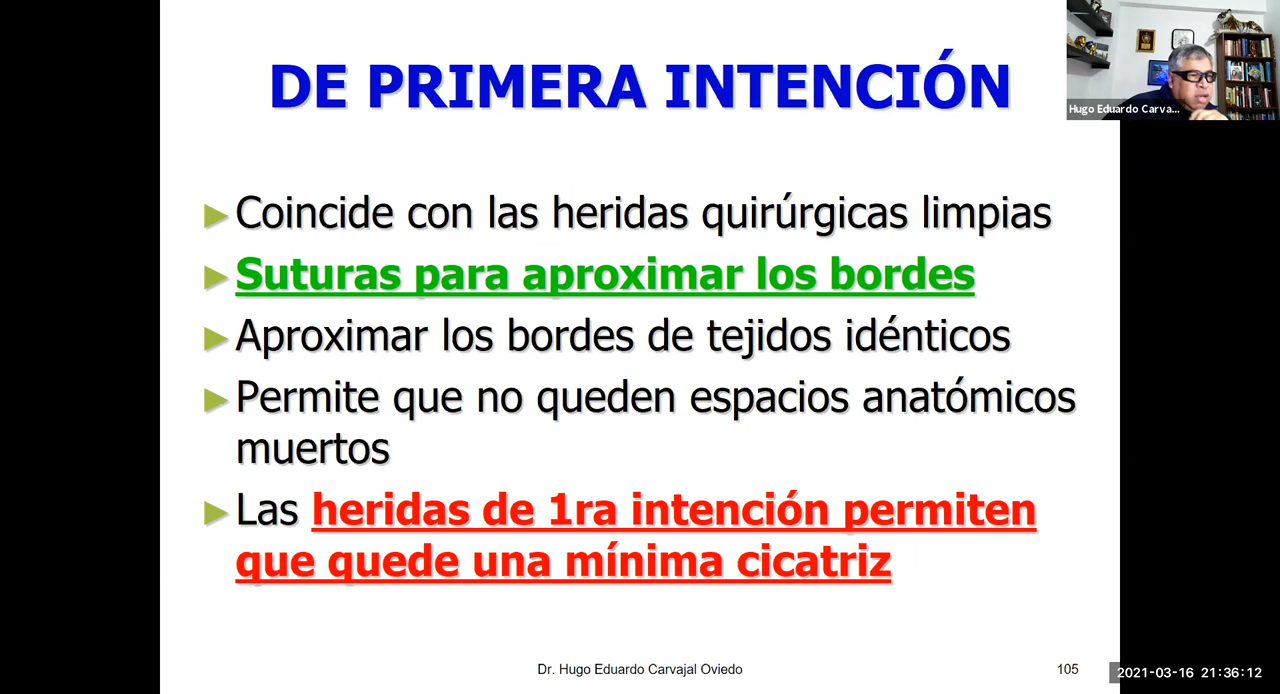 DE PRIMERA INTENCIÓN
Hugo Eduardo Carva...
Coincide con las heridas quirúrgicas limpias
Suturas para aproximar los bordes
Aproximar los bordes de tejidos idénticos
Permite que no queden espacios anatómicos
muertos
Las heridas de 1ra intención permiten
que quede una mínima cicatriz
Dr. Hugo Eduardo Carvajal Oviedo
105
2021-03-16 21:36:12